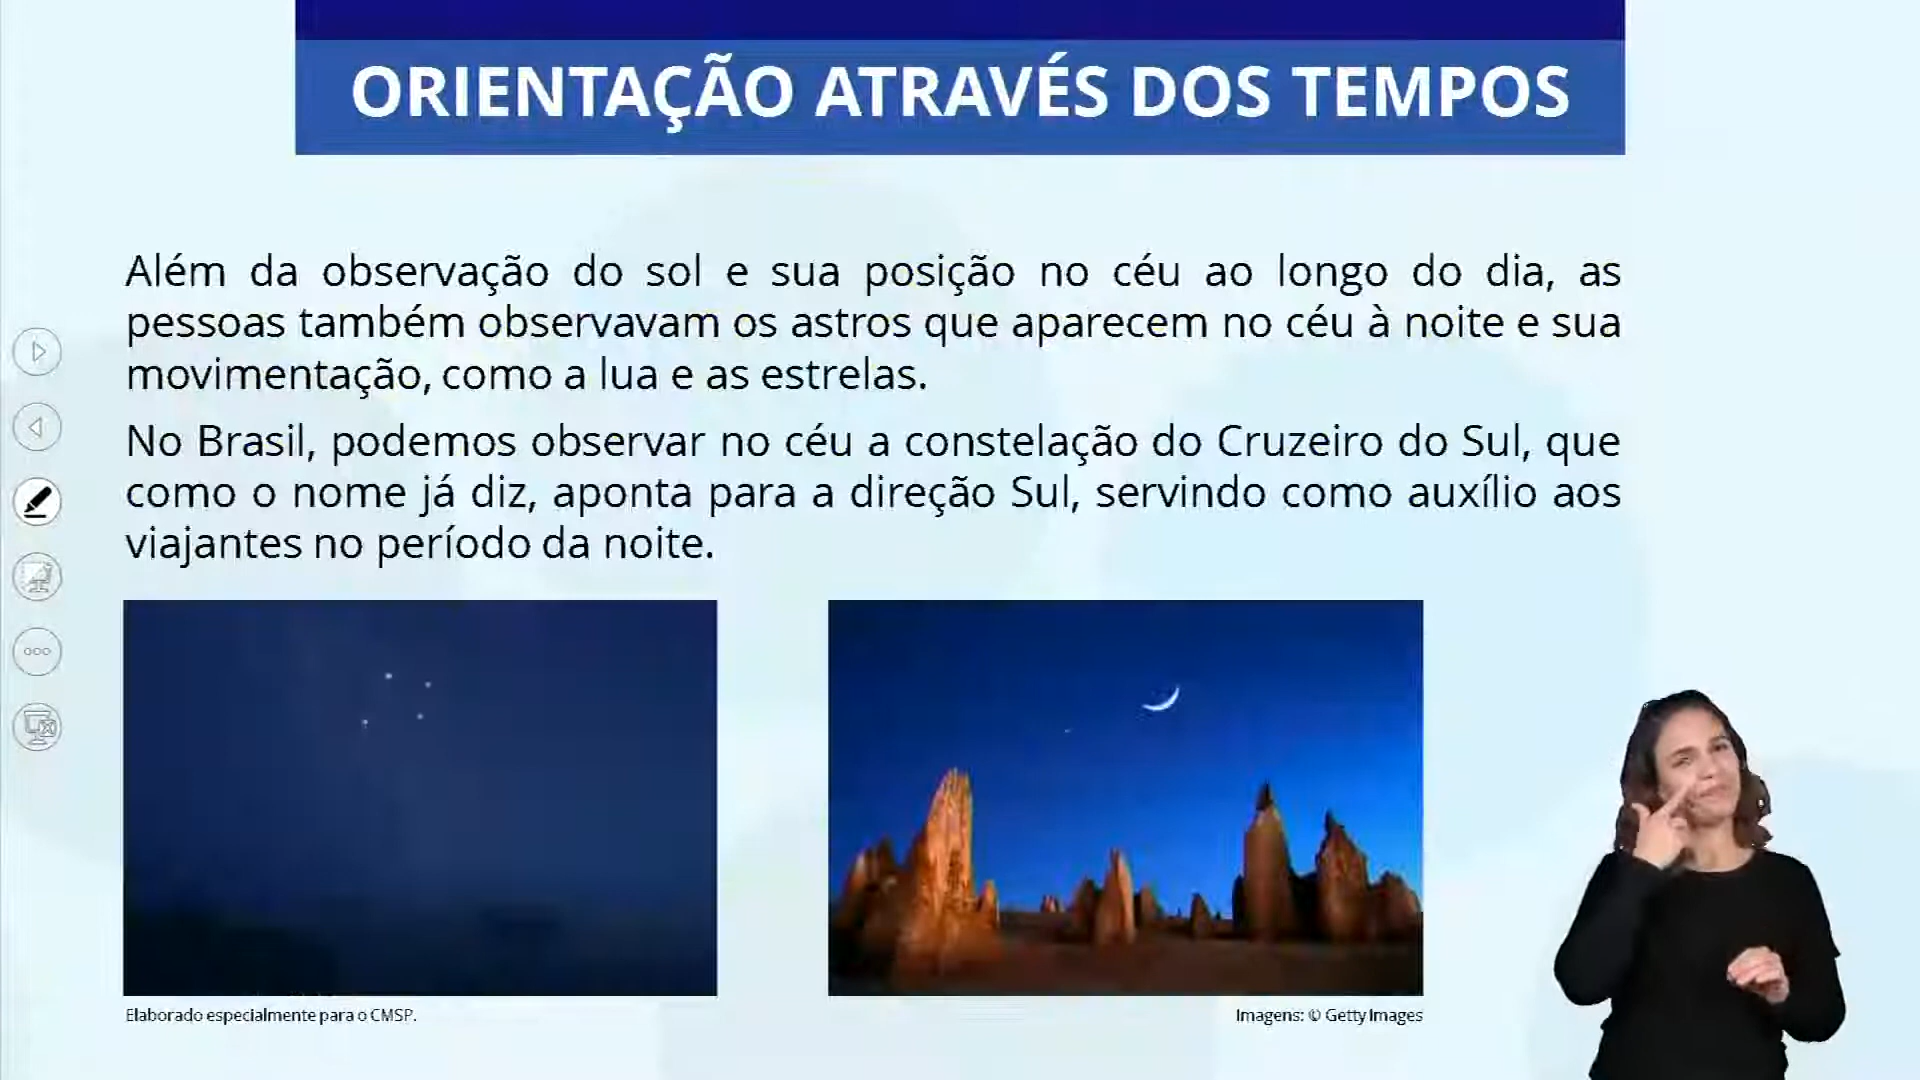 ORIENTAÇÃO ATRAVÉS DOS TEMPOS
Além da observação do sol e sua posição no céu ao longo do dia, as
pessoas também observavam os astros que aparecem no céu à noite e sua
movimentação, como a lua e as estrelas.
No Brasil, podemos observar no céu a constelação do Cruzeiro do Sul, que
como o nome já diz, aponta para a direção Sul, servindo como auxílio aos
viajantes no período da noite.
Elaborado especialmente para o CMSP.
Imagens: © Getty Images